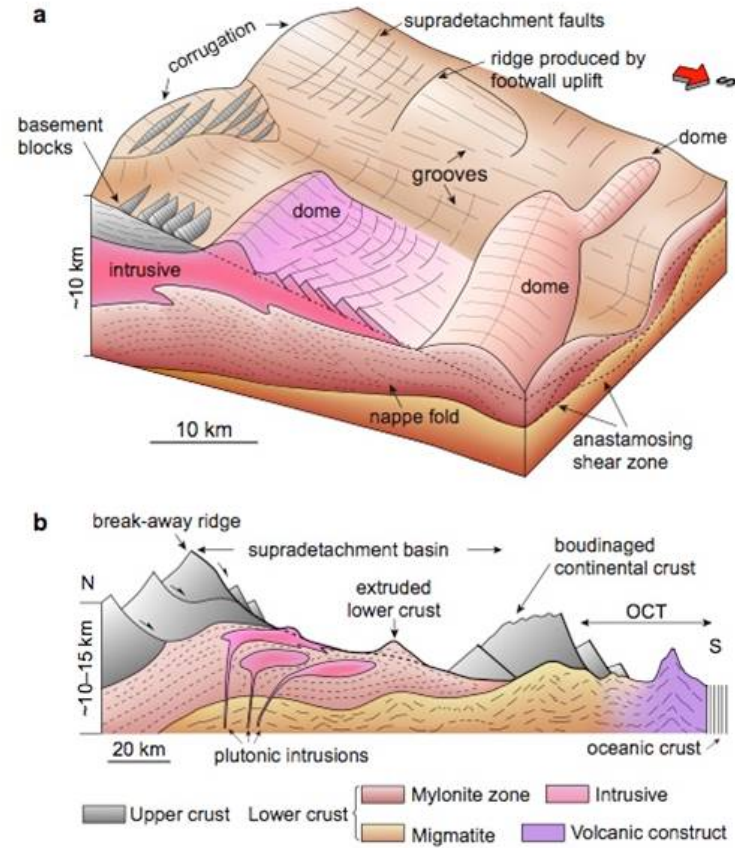 a
supradetachment faults
corrugation
ridge produced by
footwall uplift
S
basement
blocks
dome
grooves
dome
intrusive
dome
~10 km
nappe fold
10 km
anastamosing
shear zone
b
break-away ridge
supradetachment basin
boudinaged
continental crust
N
extruded
lower crust
OCT
S
~10–15 km
20 km
plutonic intrusions
oceanic crust
Upper crust
Lower crust
Mylonite zone
Intrusive
Migmatite
Volcanic construct